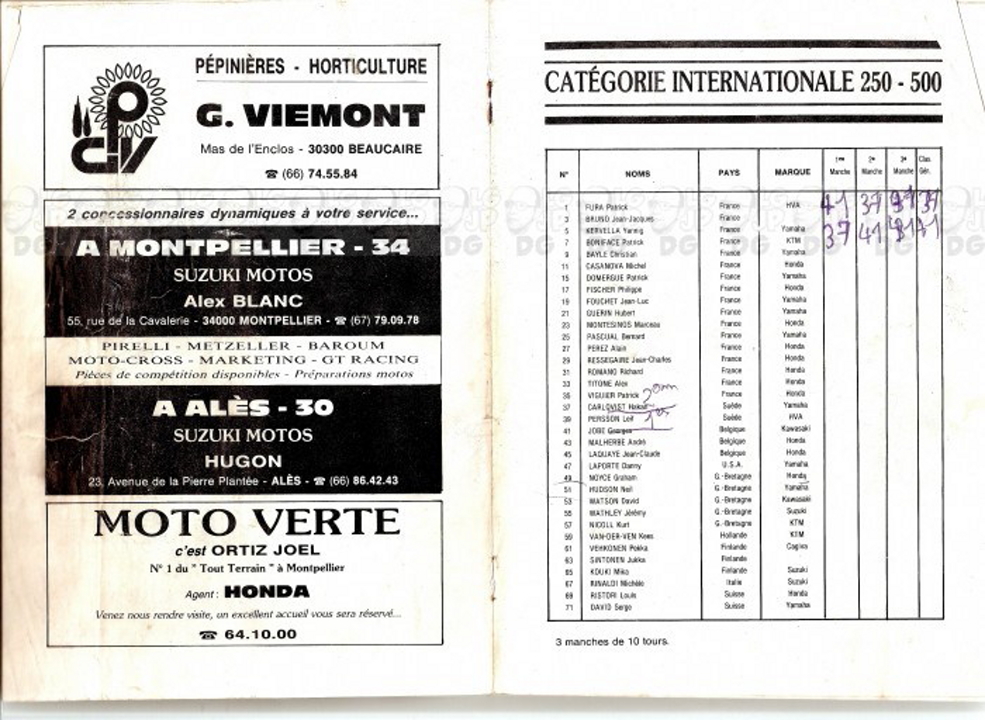 PÉPINIÈRES - HORTICULTURE
G. VIEMONT
Mas de l'Enclos - 30300 BEAUCAIRE
☎ (66) 74.55.84
2 concessionnaires dynamiques à votre service...
A MONTPELLIER - 34
SUZUKI MOTOS
Alex BLANC
55, rue de la Cavalerie - 34000 MONTPELLIER - ☎ (67) 79.09.78
PIRELLI - METZELLER - BAROUM
MOTO-CROSS - MARKETING - GT RACING
Pièces de compétition disponibles - Préparations motos
A ALÈS - 30
SUZUKI MOTOS
HUGON
23, Avenue de la Pierre Plantée - ALÈS - ☎ (66) 86.42.43
MOTO VERTE
c'est ORTIZ JOEL
N° 1 du " Tout Terrain " à Montpellier
Agent : HONDA
Venez nous rendre visite, un excellent accueil vous sera réservé...
☎ 64.10.00
CATÉGORIE INTERNATIONALE 250 - 500
N° NOMS PAYS MARQUE 1re Manche 2e Manche 3e Manche Clas. Gén.
1 FURA Patrick France HVA 41 37 37
3 BRUNO Jean-Jacques France
5 KERVELLA Yannig France Yamaha 37 41 41
7 BONIFACE Patrick France KTM
9 BAYLE Christian France Yamaha
11 CASANOVA Michel France Honda
15 DOMERGUE Patrick France Yamaha
17 FISCHER Philippe France Honda
19 FOUCHET Jean-Luc France Yamaha
21 GUERIN Hubert France Yamaha
23 MONTESINOS Marceau France Honda
25 PASCUAL Bernard France Yamaha
27 PEREZ Alain France Honda
29 RESSEGAIRE Jean-Charles France Honda
31 ROMANO Richard France Honda
33 TITONE Alex France Honda
35 VIGUIER Patrick France Honda
37 CARLQVIST Hakan Suède Yamaha
39 PERSSON Leif Suède HVA
41 JOBE Georges Belgique Kawasaki
43 MALHERBE André Belgique Honda
45 LAQUAYE Jean-Claude Belgique Honda
47 LAPORTE Danny U.S.A. Yamaha
49 NOYCE Graham G.-Bretagne Honda
51 HUDSON Neil G.-Bretagne Yamaha
53 WATSON David G.-Bretagne Kawasaki
55 WATHLEY Jérémy G.-Bretagne Suzuki
57 NICOLL Kurt G.-Bretagne KTM
59 VAN-DER-VEN Kees Hollande KTM
61 VEHKONEN Pekka Finlande Cagiva
63 SINTONEN Jukka Finlande
65 KOUKI Mika Finlande Suzuki
67 RINALDI Michèle Italie Suzuki
69 RISTORI Louis Suisse Honda
71 DAVID Serge Suisse Yamaha
3 manches de 10 tours.